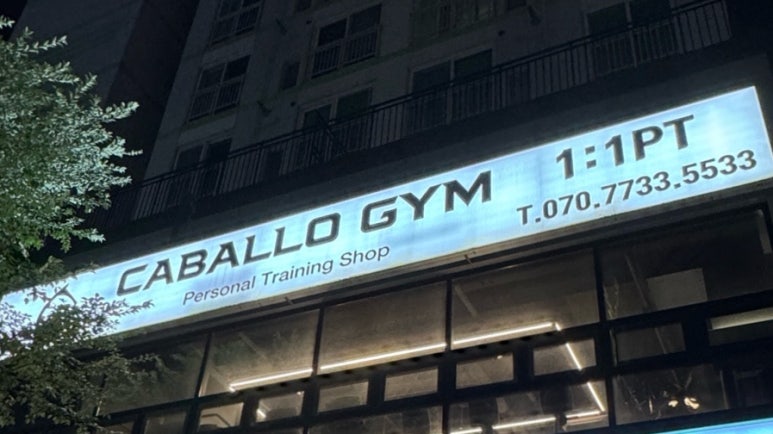 CABALLO GYM
Personal Training Shop
1:1PT
T.070.7733.5533